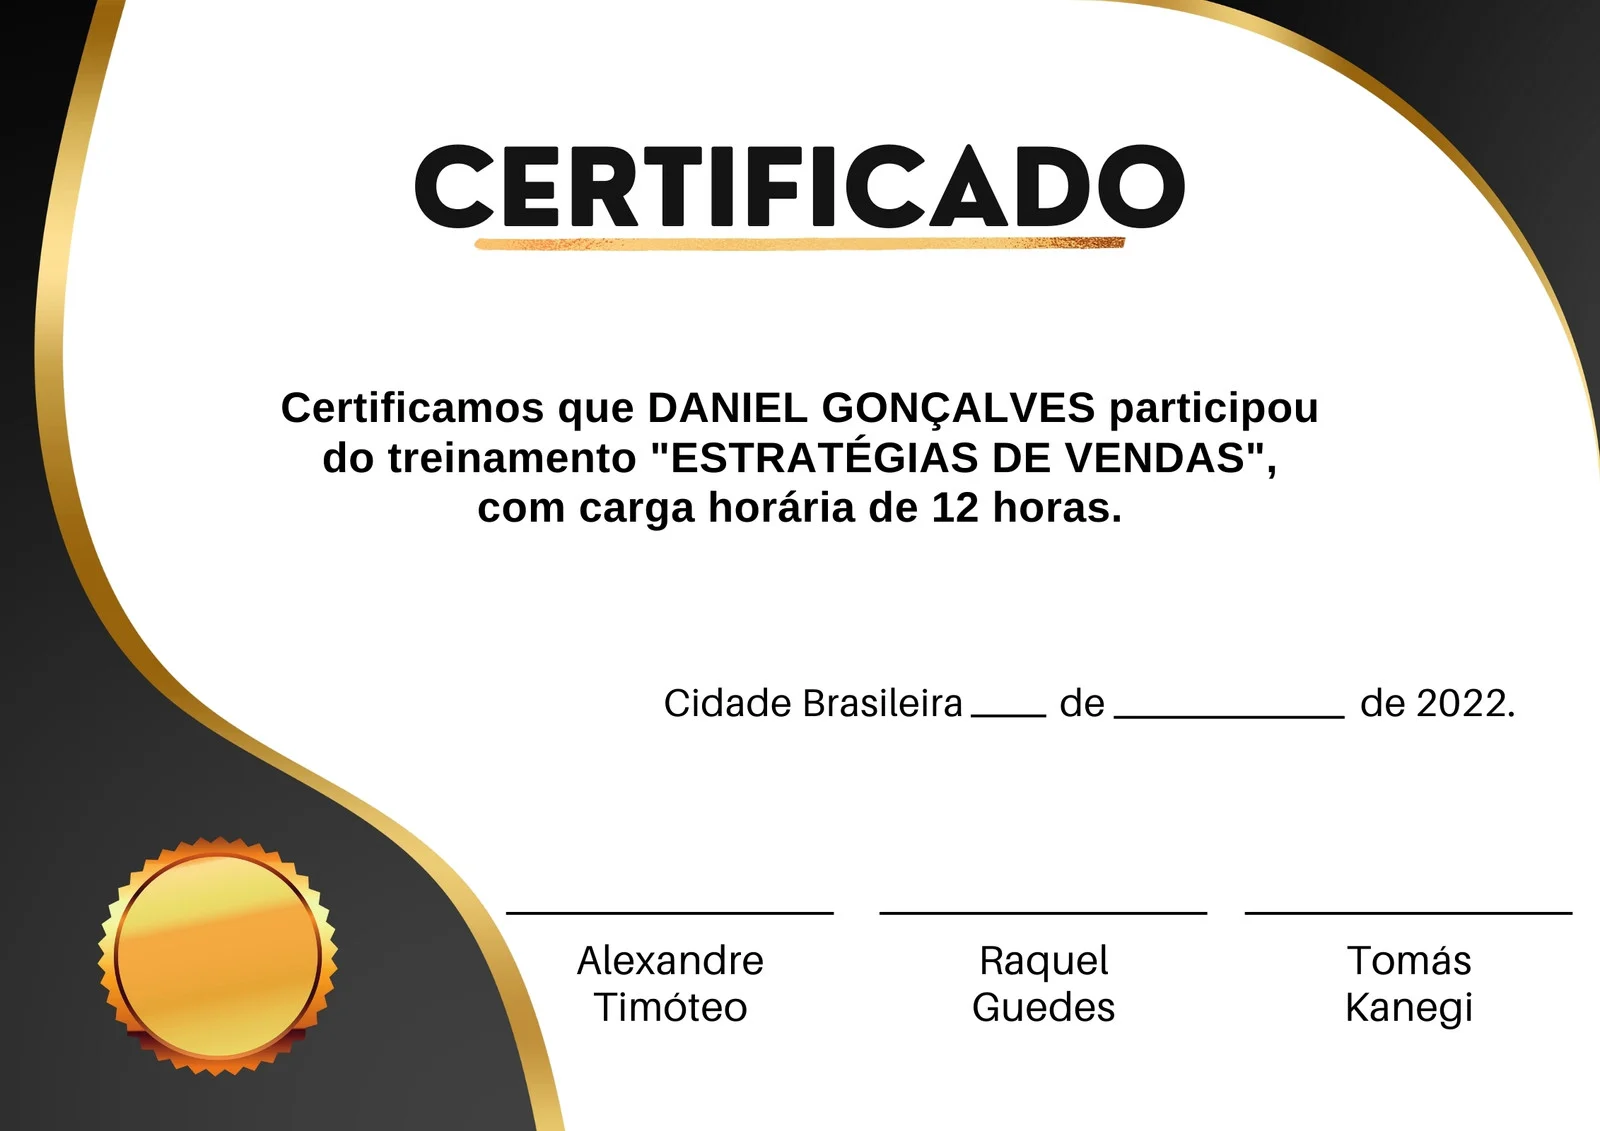 CERTIFICADO
Certificamos que DANIEL GONÇALVES participou
do treinamento "ESTRATÉGIAS DE VENDAS",
com carga horária de 12 horas.
Cidade Brasileira ____ de ____________ de 2022.
Alexandre Timóteo
Raquel Guedes
Tomás Kanegi